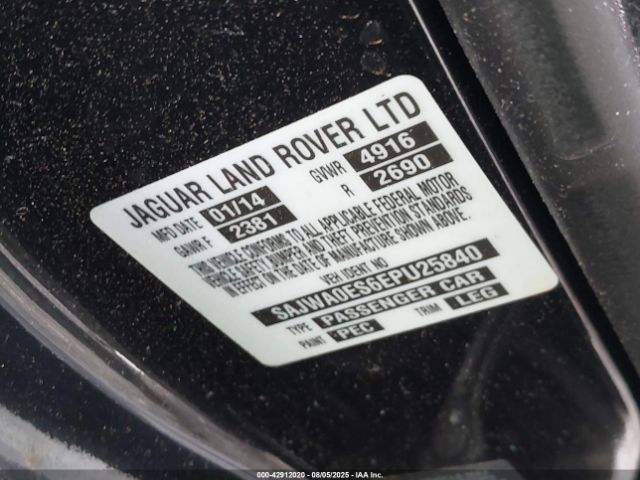 JAGUAR LAND ROVER LTD
MFD DATE 01/14 GVWR 4916
GAWR F 2381 R 2690
THIS VEHICLE CONFORMS TO ALL APPLICABLE FEDERAL MOTOR
VEHICLE SAFETY BUMPER AND THEFT PREVENTION STANDARDS
IN EFFECT ON THE DATE OF MANUFACTURE SHOWN ABOVE.
VEH IDENT NO
SAJWA0ES6EPU25840
TYPE PASSENGER CAR
PAINT PEC TRIM LEG
000-42912020 - 08/05/2025 - IAA Inc.